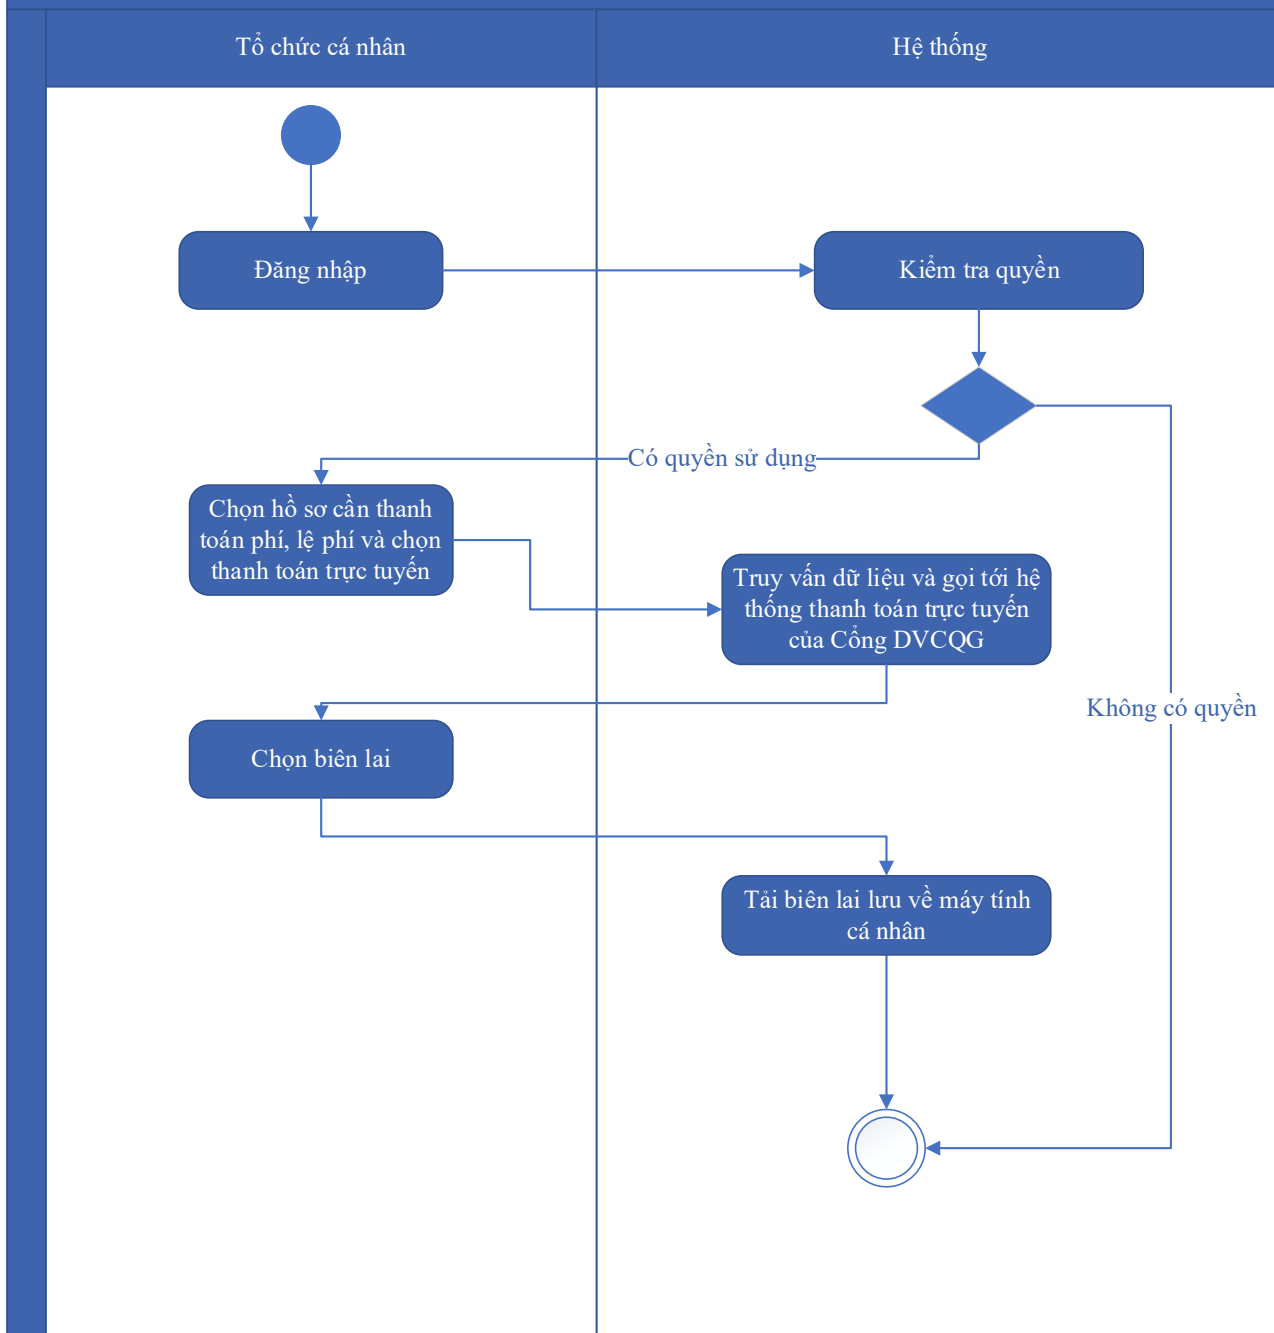 Tổ chức cá nhân
Hệ thống
Đăng nhập
Kiểm tra quyền
Có quyền sử dụng
Chọn hồ sơ cần thanh
toán phí, lệ phí và chọn
thanh toán trực tuyến
Truy vấn dữ liệu và gọi tới hệ
thống thanh toán trực tuyến
của Cổng DVCQG
Không có quyền
Chọn biên lai
Tải biên lai lưu về máy tính
cá nhân